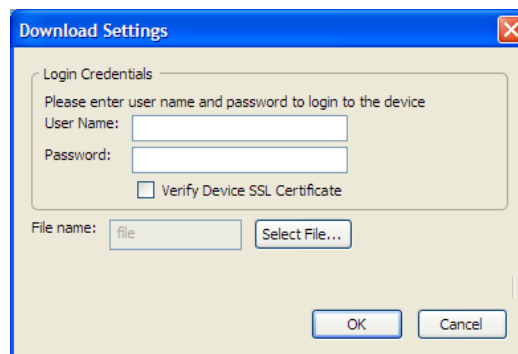 Download Settings
Login Credentials
Please enter user name and password to login to the device
User Name:
Password:
Verify Device SSL Certificate
File name: file Select File...
OK Cancel